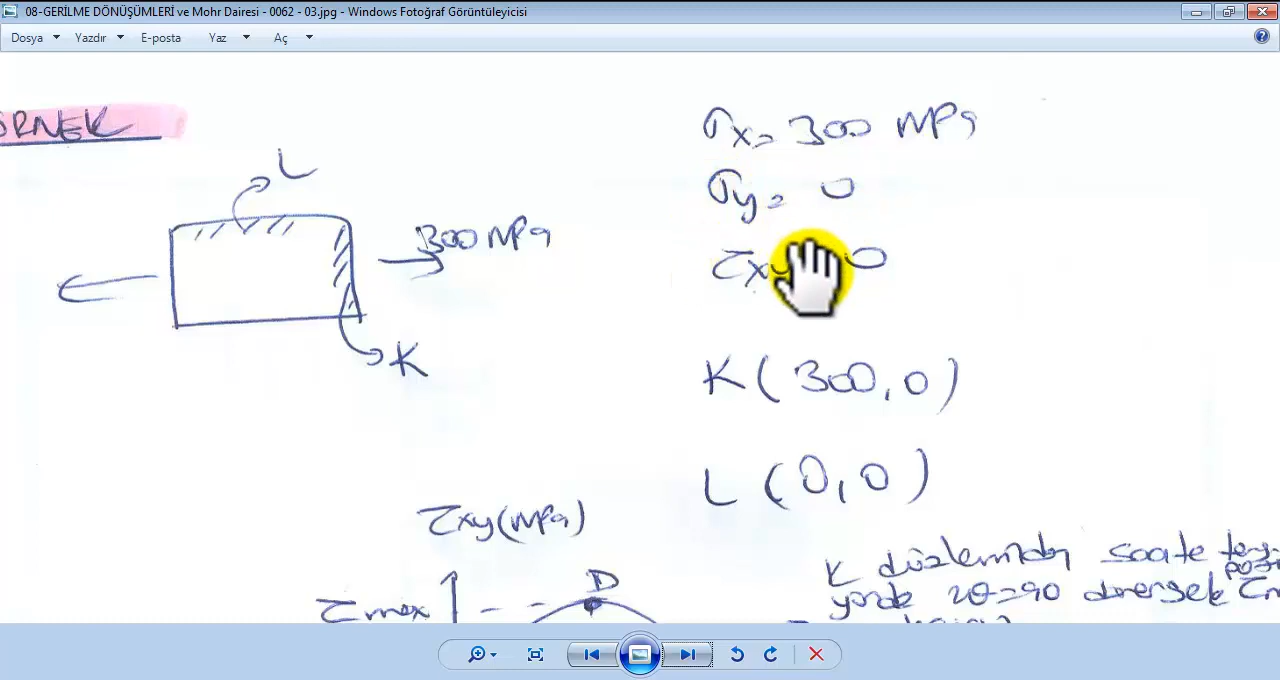 08-GERİLME DÖNÜŞÜMLERİ ve Mohr Dairesi - 0062 - 03.jpg - Windows Fotoğraf Görüntüleyicisi
Dosya Yazdır E-posta Yaz Aç
ÖRNEK
L
300 MPa
K
σx = 300 MPa
σy = 0
τxy 0
K (300, 0)
L (0, 0)
τxy (MPa)
τmax
D
K düzleminden saate ters
yönde 2θ=90 dönersek